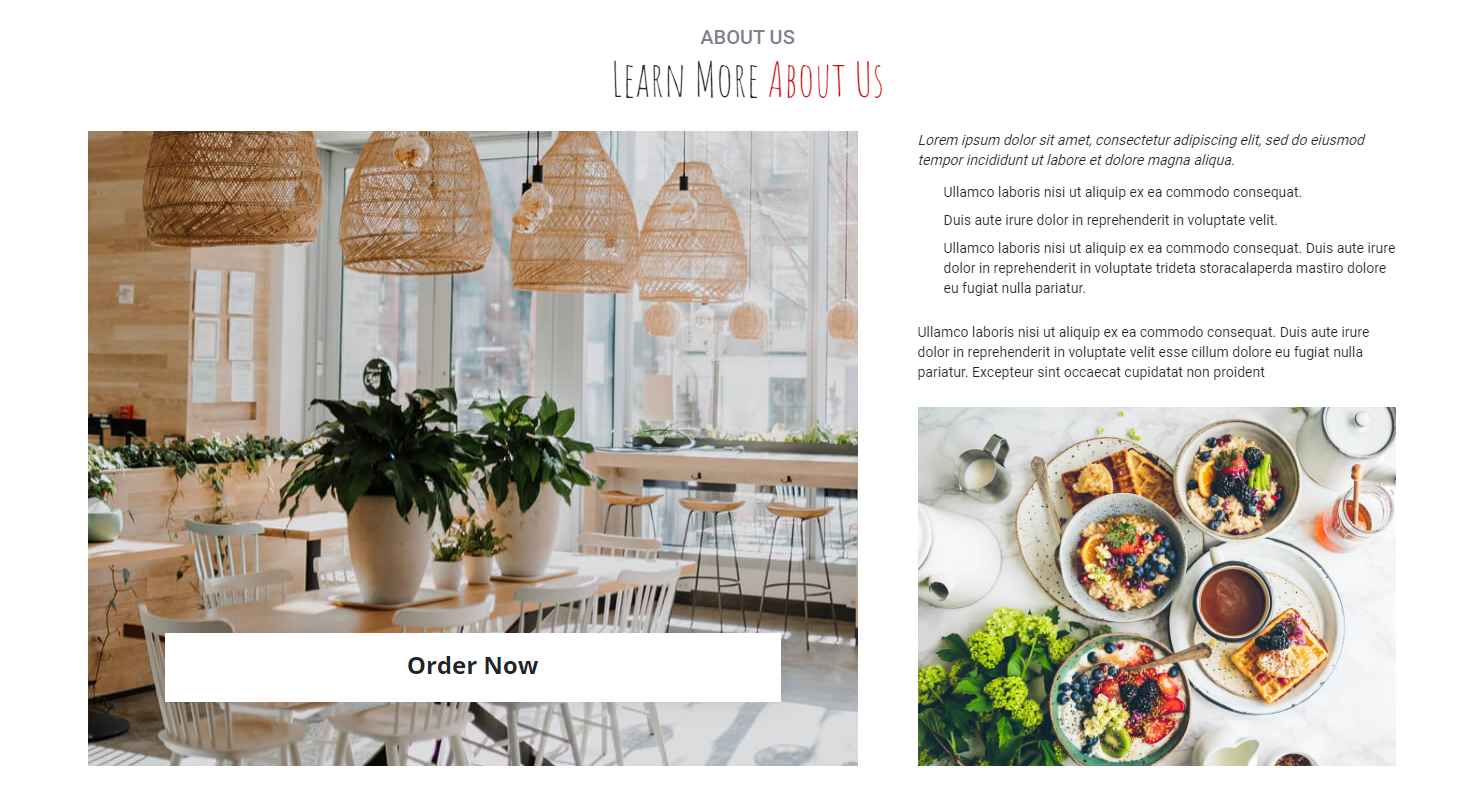 ABOUT US
Learn More About Us
Lorem ipsum dolor sit amet, consectetur adipiscing elit, sed do eiusmod
tempor incididunt ut labore et dolore magna aliqua.
Ullamco laboris nisi ut aliquip ex ea commodo consequat.
Duis aute irure dolor in reprehenderit in voluptate velit.
Ullamco laboris nisi ut aliquip ex ea commodo consequat. Duis aute irure
dolor in reprehenderit in voluptate trideta storacalaperda mastiro dolore
eu fugiat nulla pariatur.
Ullamco laboris nisi ut aliquip ex ea commodo consequat. Duis aute irure
dolor in reprehenderit in voluptate velit esse cillum dolore eu fugiat nulla
pariatur. Excepteur sint occaecat cupidatat non proident
Order Now